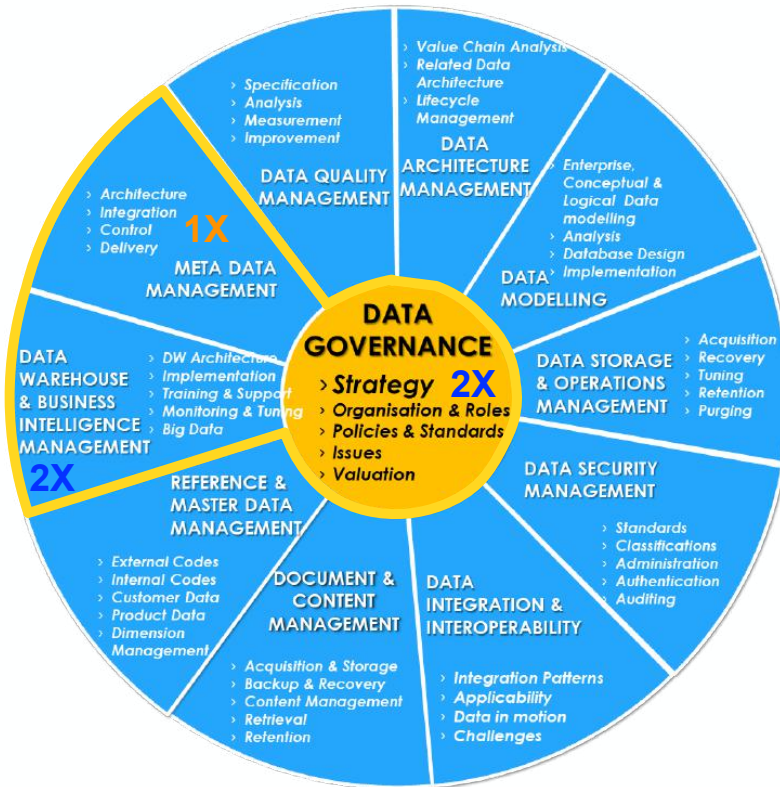 › Value Chain Analysis
› Related Data
Architecture
› Lifecycle
Management
DATA
ARCHITECTURE
MANAGEMENT
› Specification
› Analysis
› Measurement
› Improvement
DATA QUALITY
MANAGEMENT
› Enterprise,
Conceptual &
Logical Data
modelling
› Analysis
› Database Design
› Implementation
DATA
MODELLING
› Architecture
› Integration
› Control
› Delivery
1X
META DATA
MANAGEMENT
DATA
GOVERNANCE
› Strategy 2X
› Organisation & Roles
› Policies & Standards
› Issues
› Valuation
DATA
WAREHOUSE
& BUSINESS
INTELLIGENCE
MANAGEMENT
2X
› DW Architecture
› Implementation
› Training & Support
› Monitoring & Tuning
› Big Data
DATA STORAGE
& OPERATIONS
MANAGEMENT
› Acquisition
› Recovery
› Tuning
› Retention
› Purging
DATA SECURITY
MANAGEMENT
› Standards
› Classifications
› Administration
› Authentication
› Auditing
REFERENCE &
MASTER DATA
MANAGEMENT
› External Codes
› Internal Codes
› Customer Data
› Product Data
› Dimension
Management
DOCUMENT &
CONTENT
MANAGEMENT
› Acquisition & Storage
› Backup & Recovery
› Content Management
› Retrieval
› Retention
DATA
INTEGRATION &
INTEROPERABILITY
› Integration Patterns
› Applicability
› Data in motion
› Challenges